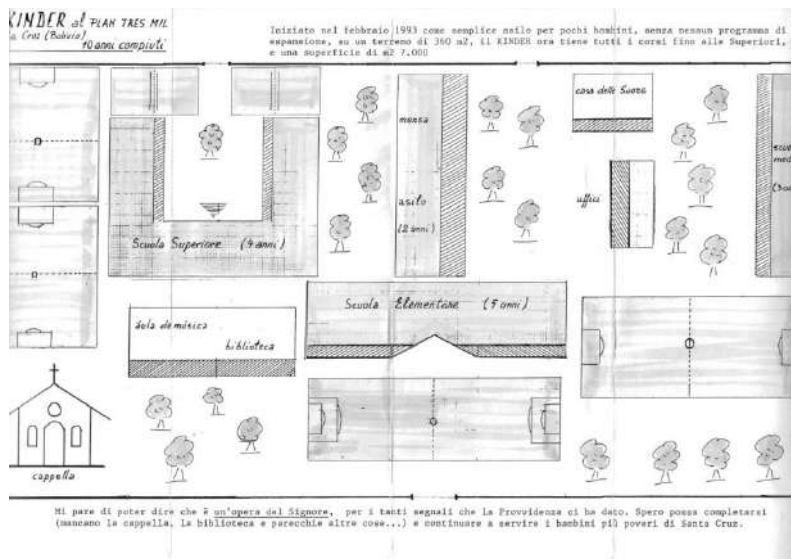 KINDER al PLAN TRES MIL
Cruz (Bolivia)
10 anni compiuti
Iniziato nel febbraio 1993 come semplice asilo per pochi bambini, senza nessun programma di
espansione, su un terreno di 360 m2, il KINDER ora tiene tutti i corsi fino alle Superiori,
e una superficie di m2 7.000
mensa
casa delle Suore
asilo
(2 anni)
uffici
Scuola Superiore (4 anni)
Scuola Elementare (5 anni)
aula de música
biblioteca
cappella
Mi pare di poter dire che è un'opera del Signore, per i tanti segnali che la Provvidenza ci ha dato. Spero possa completarsi
(mancano la cappella, la biblioteca e parecchie altre cose...) e continuare a servire i bambini più poveri di Santa Cruz.